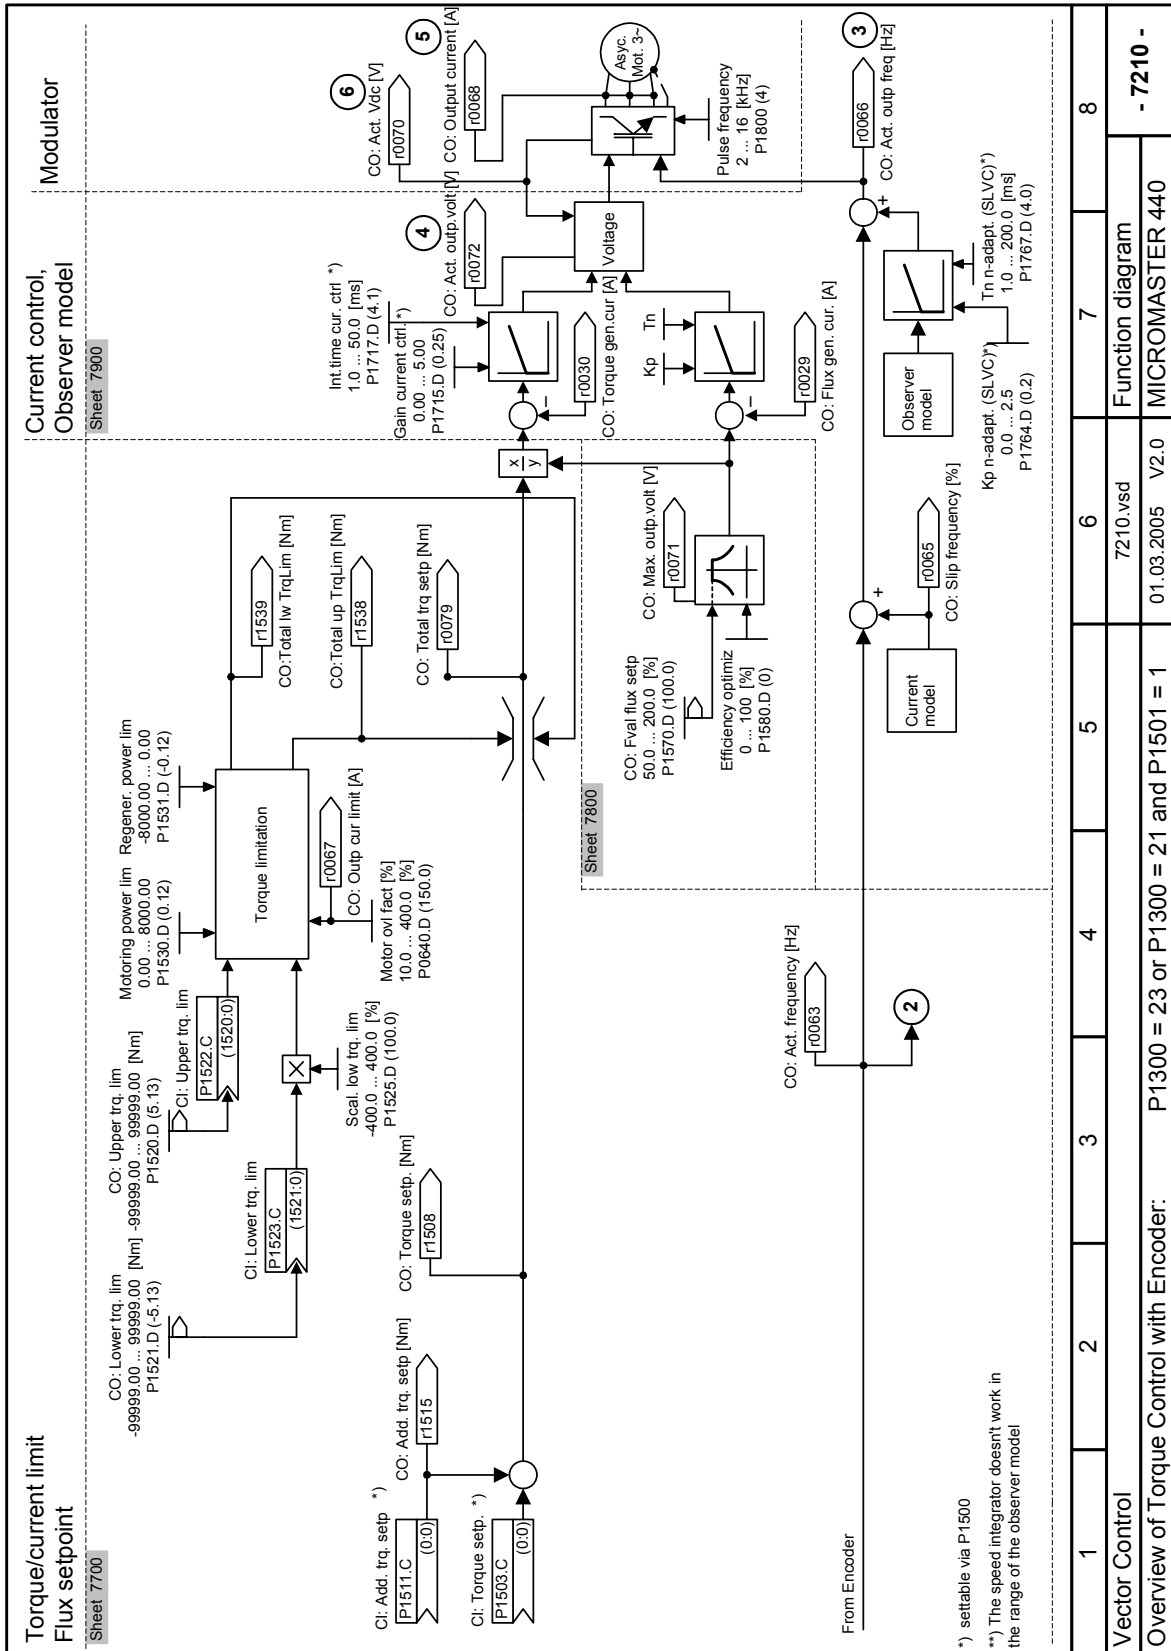 Torque/current limit
Flux setpoint
Sheet 7700
Current control,
Observer model
Sheet 7900
Modulator
CO: Lower trq. lim
-99999.00 ... 99999.00 [Nm]
P1521.D (-5.13)
CO: Upper trq. lim
-99999.00 ... 99999.00 [Nm]
P1520.D (5.13)
CI: Upper trq. lim
P1522.C
(1520:0)
CI: Lower trq. lim
P1523.C
(1521:0)
Scal. low trq. lim
-400.0 ... 400.0 [%]
P1525.D (100.0)
Motoring power lim
0.00 ... 8000.00
P1530.D (0.12)
Regener. power lim
-8000.00 ... 0.00
P1531.D (-0.12)
Torque limitation
r0067
CO: Outp cur limit [A]
Motor ovl fact [%]
10.0 ... 400.0 [%]
P0640.D (150.0)
r1539
CO:Total lw TrqLim [Nm]
CO:Total up TrqLim [Nm]
r1538
CO: Total trq setp [Nm]
r0079
CI: Add. trq. setp *)
P1511.C
(0:0)
CO: Add. trq. setp [Nm]
r1515
CI: Torque setp. *)
P1503.C
(0:0)
CO: Torque setp. [Nm]
r1508
x
y
Int.time cur. ctrl *)
1.0 ... 50.0 [ms]
P1717.D (4.1)
Gain current ctrl.*)
0.00 ... 5.00
P1715.D (0.25)
r0030
CO: Torque gen.cur [A]
Kp
Tn
r0029
CO: Flux gen. cur. [A]
4
CO: Act. outp.volt[V]
r0072
Voltage
6
CO: Act. Vdc [V]
r0070
5
CO: Output current [A]
r0068
Asyc.
Mot. 3~
Pulse frequency
2 ... 16 [kHz]
P1800 (4)
Sheet 7800
CO: Fval flux setp
50.0 ... 200.0 [%]
P1570.D (100.0)
Efficiency optimiz
0 ... 100 [%]
P1580.D (0)
CO: Max. outp.volt [V]
r0071
From Encoder
CO: Act. frequency [Hz]
r0063
2
Current
model
r0065
CO: Slip frequency [%]
+
Observer
model
Kp n-adapt. (SLVC)*)
0.0 ... 2.5
P1764.D (0.2)
Tn n-adapt. (SLVC)*)
1.0 ... 200.0 [ms]
P1767.D (4.0)
+
3
r0066
CO: Act. outp freq [Hz]
*) settable via P1500
**) The speed integrator doesn't work in
the range of the observer model
1 2 3 4 5 6 7 8
Vector Control 7210.vsd Function diagram - 7210 -
Overview of Torque Control with Encoder: P1300 = 23 or P1300 = 21 and P1501 = 1 01.03.2005 V2.0 MICROMASTER 440